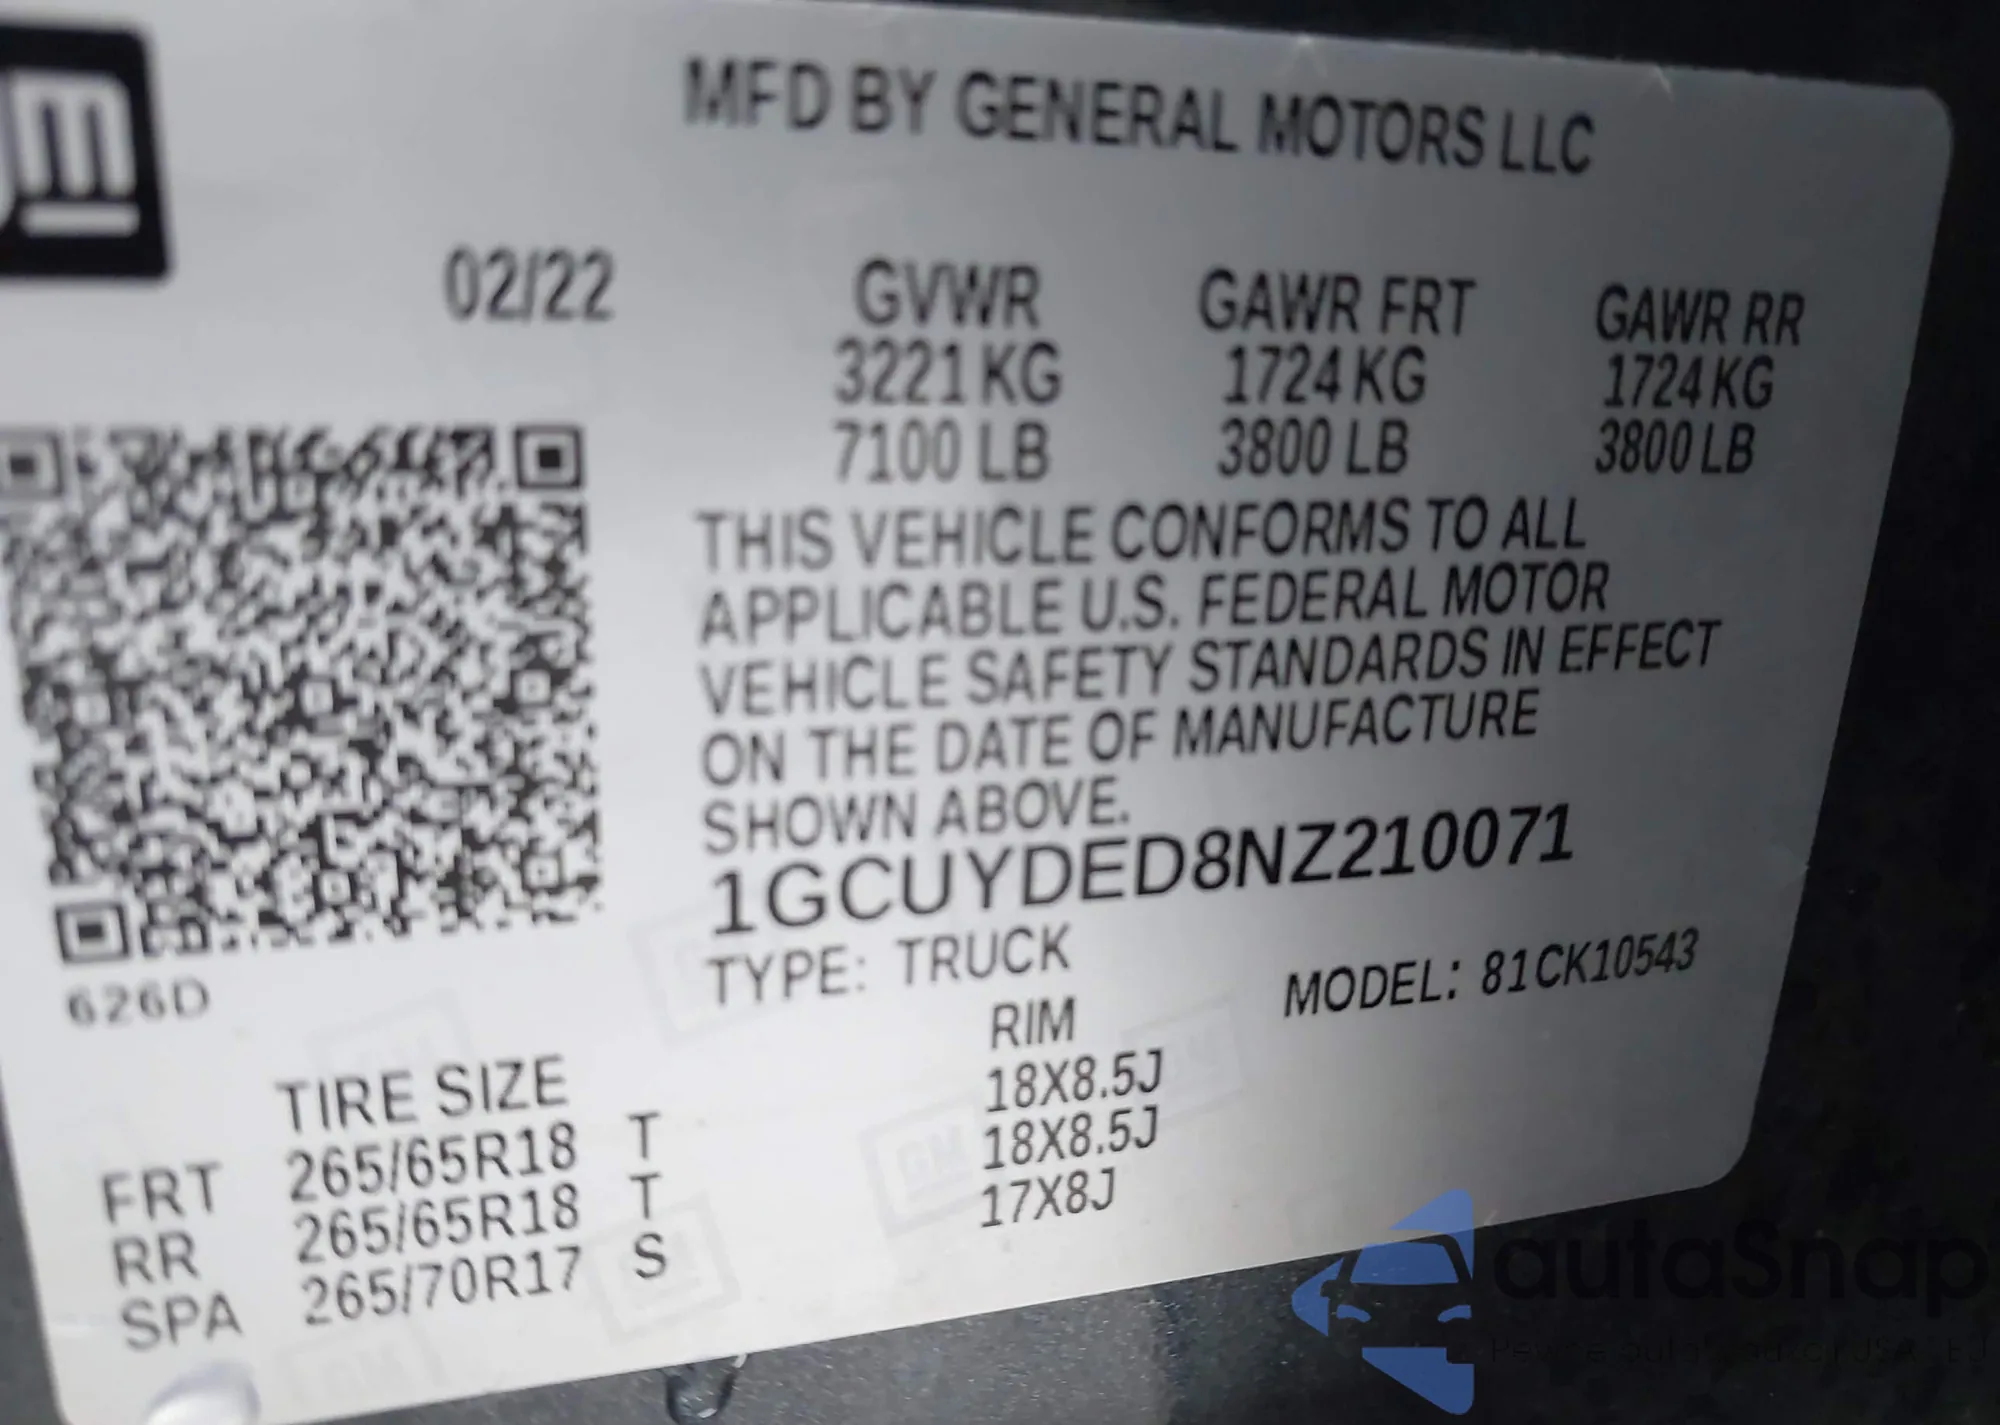 MFD BY GENERAL MOTORS LLC
02/22
GVWR GAWR FRT GAWR RR
3221 KG 1724 KG 1724 KG
7100 LB 3800 LB 3800 LB
THIS VEHICLE CONFORMS TO ALL
APPLICABLE U.S. FEDERAL MOTOR
VEHICLE SAFETY STANDARDS IN EFFECT
ON THE DATE OF MANUFACTURE
SHOWN ABOVE.
1GCUYDED8NZ210071
TYPE: TRUCK MODEL: 81CK10543
626D
TIRE SIZE RIM
FRT 265/65R18 T 18X8.5J
RR 265/65R18 T 18X8.5J
SPA 265/70R17 S 17X8J
GM
autaSnap